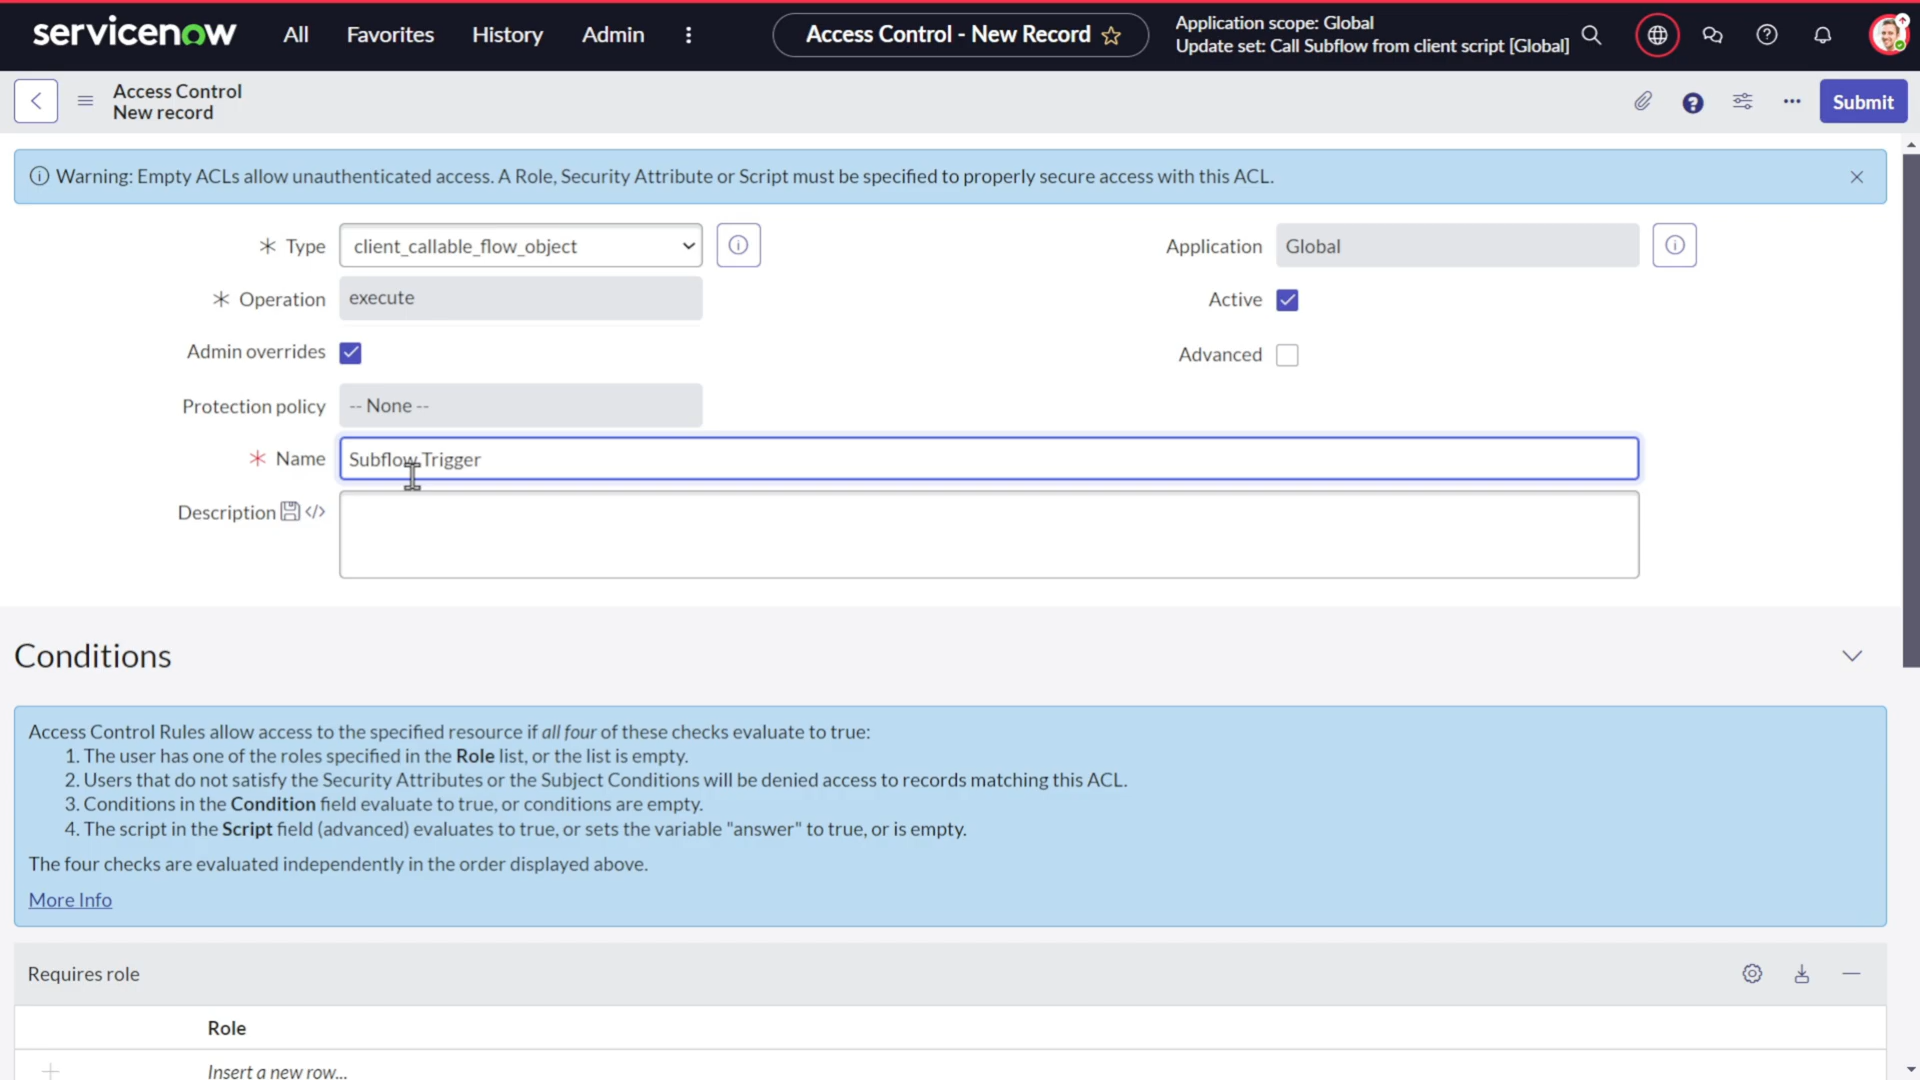 servicenow
All
Favorites
History
Admin
Access Control - New Record
Application scope: Global
Update set: Call Subflow from client script [Global]
Access Control
New record
Submit
Warning: Empty ACLs allow unauthenticated access. A Role, Security Attribute or Script must be specified to properly secure access with this ACL.
Type
client_callable_flow_object
Application
Global
Operation
execute
Active
Admin overrides
Advanced
Protection policy
-- None --
Name
Subflow Trigger
Description
Conditions
Access Control Rules allow access to the specified resource if all four of these checks evaluate to true:
1. The user has one of the roles specified in the Role list, or the list is empty.
2. Users that do not satisfy the Security Attributes or the Subject Conditions will be denied access to records matching this ACL.
3. Conditions in the Condition field evaluate to true, or conditions are empty.
4. The script in the Script field (advanced) evaluates to true, or sets the variable "answer" to true, or is empty.
The four checks are evaluated independently in the order displayed above.
More Info
Requires role
Role
Insert a new row...